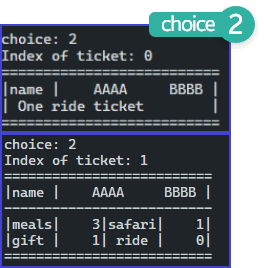 choice 2
choice: 2
Index of ticket: 0
===========================
|name |    AAAA     BBBB |
| One ride ticket        |
===========================
choice: 2
Index of ticket: 1
==========================
|name |    AAAA     BBBB |
--------------------------
|meals|    3|safari|    1|
|gift |    1| ride |    0|
==========================